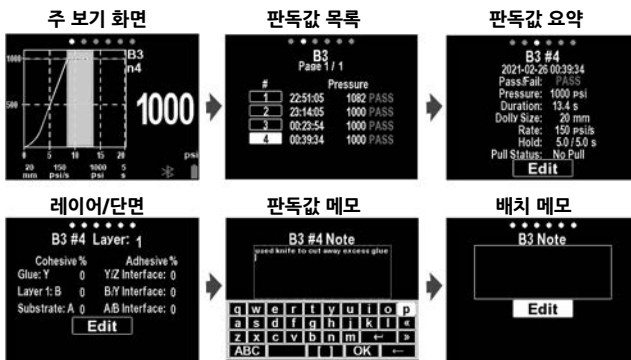 주 보기 화면
판독값 목록
판독값 요약
B3
n4
1000
500
0
0 5 10 15 20
20 150 1000 5
mm psi/s psi s
1000
psi
B3
Page 1 / 1
# Pressure
1 22:51:05 1082 PASS
2 23:14:05 1000 PASS
3 00:23:54 1000 PASS
4 00:39:34 1000 PASS
B3 #4
2021-02-26 00:39:34
Pass/Fail: PASS
Pressure: 1000 psi
Duration: 13.4 s
Dolly Size: 20 mm
Rate: 150 psi/s
Hold: 5.0 / 5.0 s
Pull Status: No Pull
Edit
레이어/단면
판독값 메모
배치 메모
B3 #4 Layer: 1
Cohesive % Adhesive %
Glue: Y 0 Y/Z Interface: 0
Layer 1: B 0 B/Y Interface: 0
Substrate: A 0 A/B Interface: 0
Edit
B3 #4 Note
used knife to cut away excess glue
q w e r t y u i o p
a s d f g h j k l «
z x c v b n m ← »
ABC [ ] OK ←
B3 Note
Edit